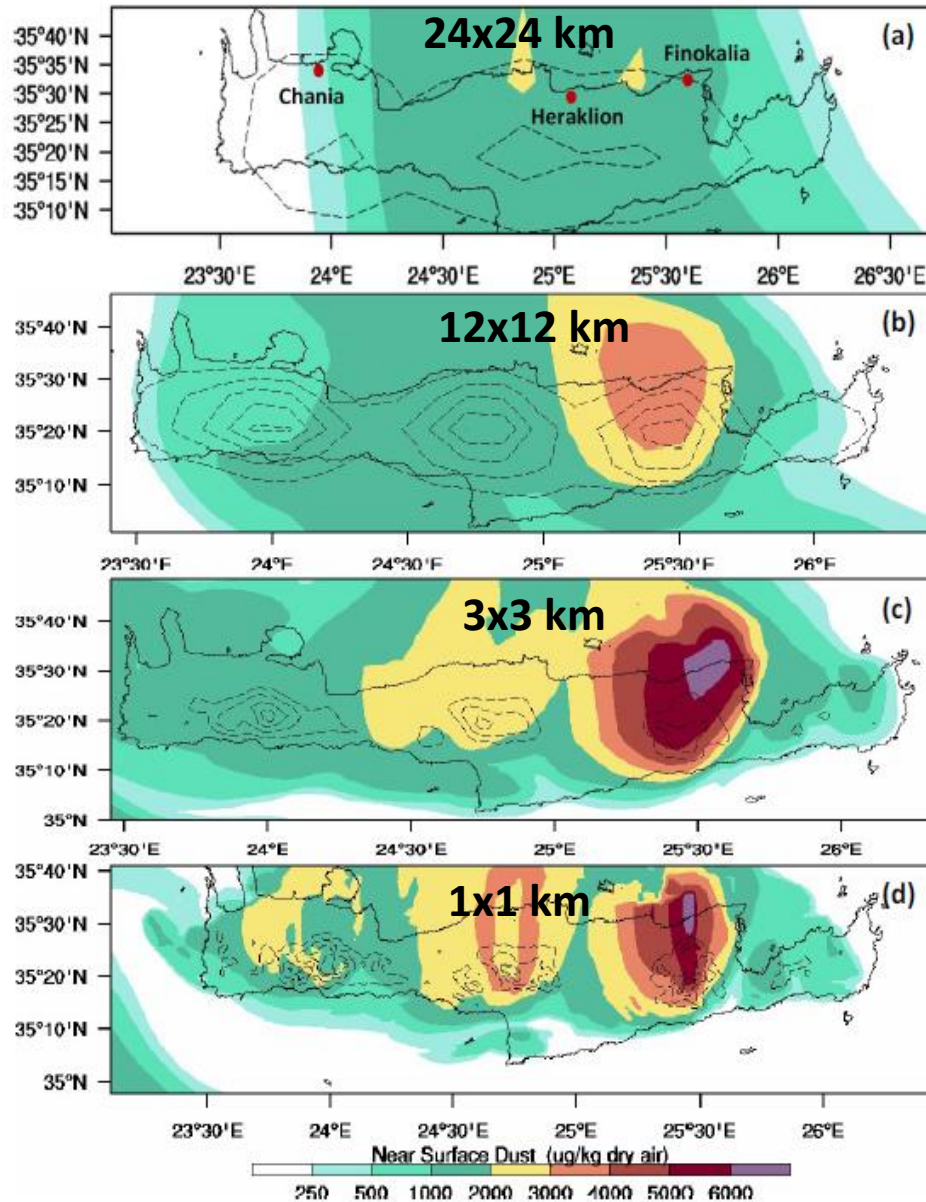 24x24 km
(a)
35°40'N
35°35'N
35°30'N
35°25'N
35°20'N
35°15'N
35°10'N
Chania
Heraklion
Finokalia
23°30'E 24°E 24°30'E 25°E 25°30'E 26°E 26°30'E
12x12 km
(b)
35°40'N
35°30'N
35°20'N
35°10'N
23°30'E 24°E 24°30'E 25°E 25°30'E 26°E
3x3 km
(c)
35°40'N
35°30'N
35°20'N
35°10'N
35°N
23°30'E 24°E 24°30'E 25°E 25°30'E 26°E
1x1 km
(d)
35°40'N
35°30'N
35°20'N
35°10'N
35°N
23°30'E 24°E 24°30'E 25°E 25°30'E 26°E
Near Surface Dust (ug/kg dry air)
250 500 1000 2000 3000 4000 5000 6000